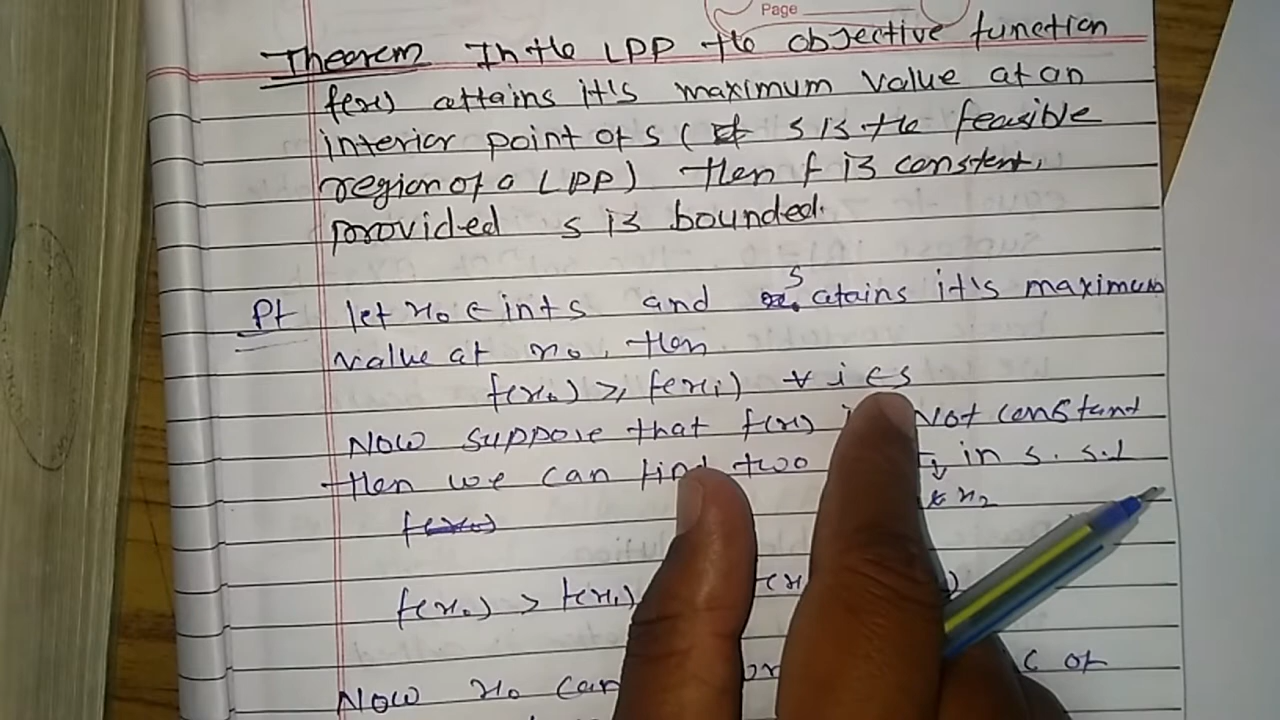 Page
Theorem In the LPP the objective function
f(x) attains it's maximum value at an
interior point of S ( S is the feasible
region of a LPP) then f is constant,
provided S is bounded.
Pf let x₀ ∈ int S and S atains it's maximum
value at x₀, then
f(x₀) ≥ f(xᵢ) ∀ i ∈ S
Now suppose that f(x) Not constant
then we can find two in S. s.t
x₂
f(x₀) > f(x₁)
Now x₀ can C of